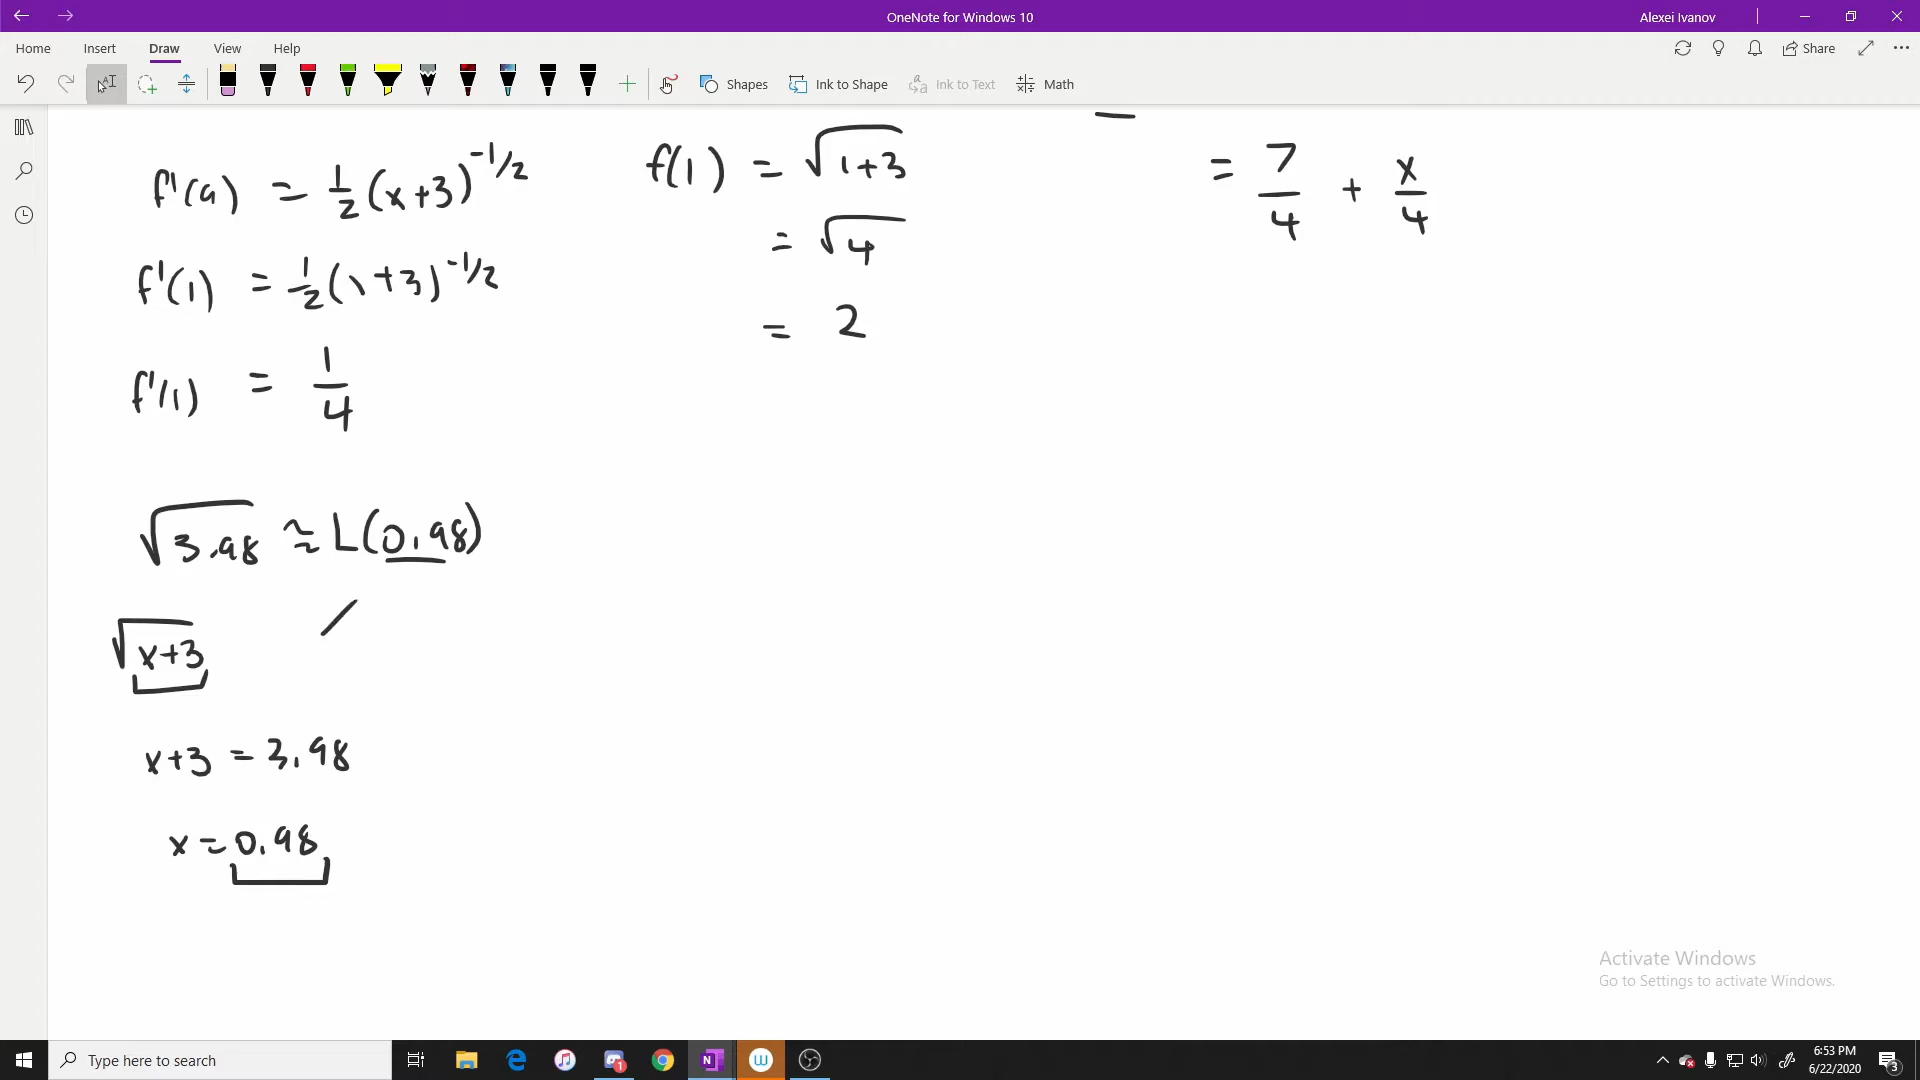 OneNote for Windows 10
Alexei Ivanov
Home Insert Draw View Help
Share
Shapes
Ink to Shape
Ink to Text
Math
f'(a) = 1/2 (x+3)^-1/2
f'(1) = 1/2 (1+3)^-1/2
f'(1) = 1/4
√3.98 ≈ L(0.98)
√x+3
x+3 = 3.98
x = 0.98
f(1) = √1+3
= √4
= 2
= 7/4 + x/4
Activate Windows
Go to Settings to activate Windows.
Type here to search
6:53 PM
6/22/2020
3